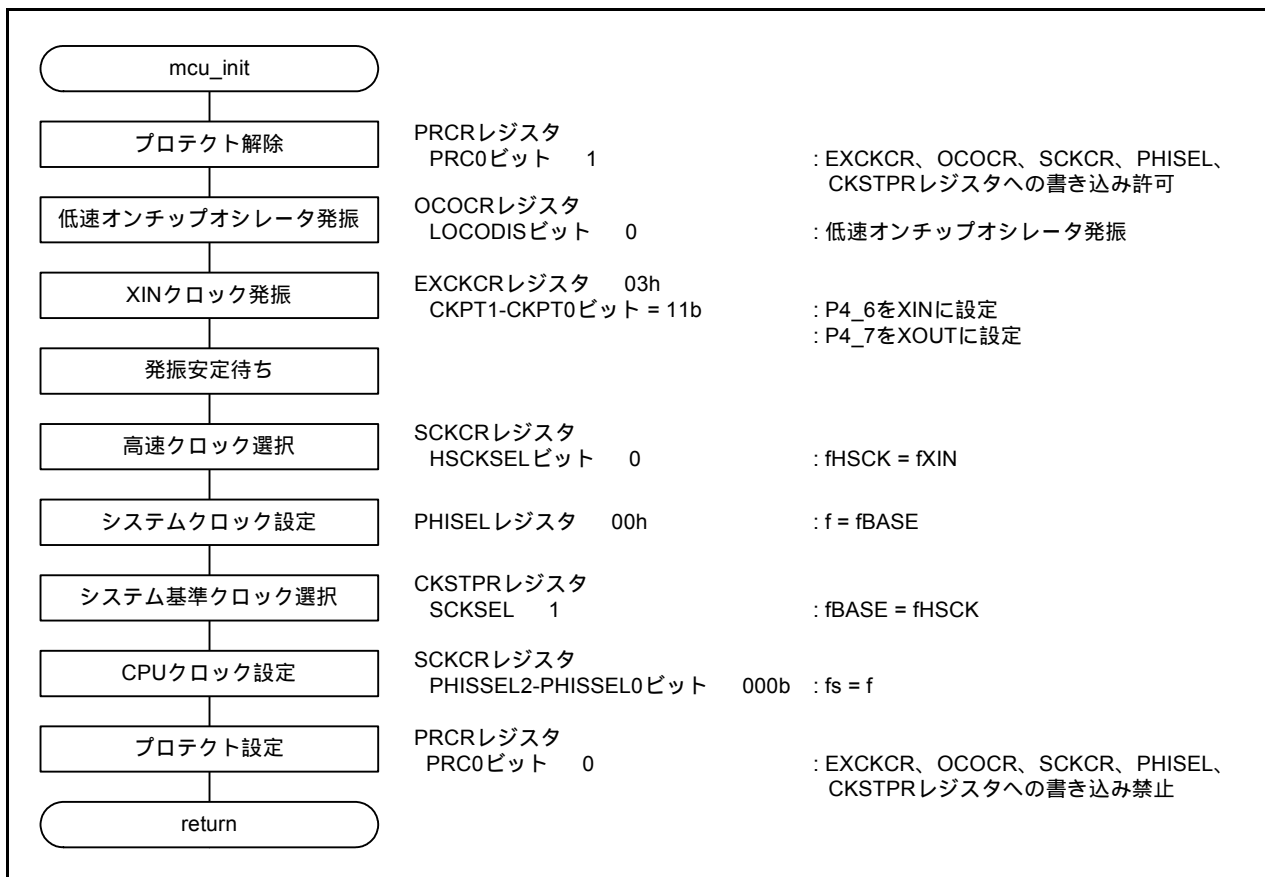 mcu_init
プロテクト解除
PRCRレジスタ
PRC0ビット 1 : EXCKCR、OCOCR、SCKCR、PHISEL、
CKSTPRレジスタへの書き込み許可
低速オンチップオシレータ発振
OCOCRレジスタ
LOCODISビット 0 : 低速オンチップオシレータ発振
XINクロック発振
EXCKCRレジスタ 03h
CKPT1-CKPT0ビット = 11b : P4_6をXINに設定
: P4_7をXOUTに設定
発振安定待ち
高速クロック選択
SCKCRレジスタ
HSCKSELビット 0 : fHSCK = fXIN
システムクロック設定
PHISELレジスタ 00h : f = fBASE
システム基準クロック選択
CKSTPRレジスタ
SCKSEL 1 : fBASE = fHSCK
CPUクロック設定
SCKCRレジスタ
PHISSEL2-PHISSEL0ビット 000b : fs = f
プロテクト設定
PRCRレジスタ
PRC0ビット 0 : EXCKCR、OCOCR、SCKCR、PHISEL、
CKSTPRレジスタへの書き込み禁止
return